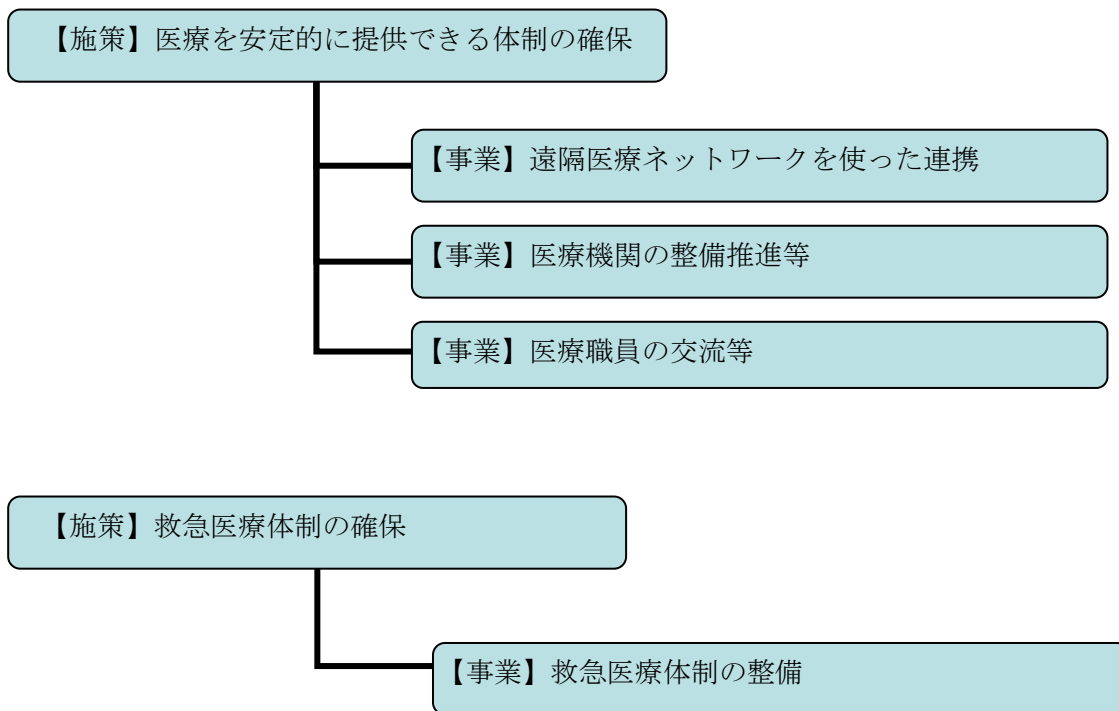 【施策】医療を安定的に提供できる体制の確保
【事業】遠隔医療ネットワークを使った連携
【事業】医療機関の整備推進等
【事業】医療職員の交流等
【施策】救急医療体制の確保
【事業】救急医療体制の整備